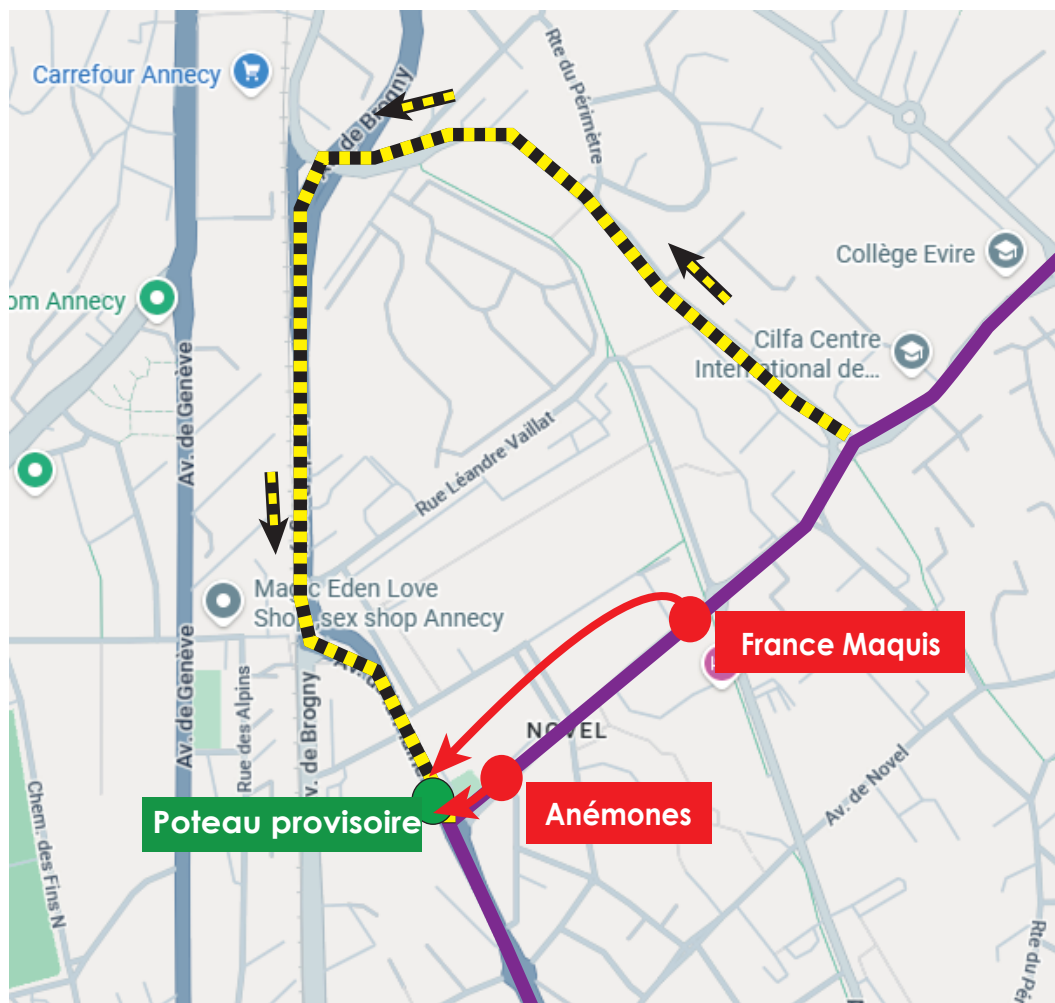 Carrefour Annecy
de Brogny
Rte du Périmètre
Collège Evire
om Annecy
Cilfa Centre
International de...
Av. de Genève
Rue Léandre Vaillat
Magic Eden Love
Shop, sex shop Annecy
France Maquis
Av. de Genève
Rue des Alpins
de Brogny
NOVEL
Poteau provisoire
Anémones
Av. de Novel
Chem. des Fins N
Rte du Pér